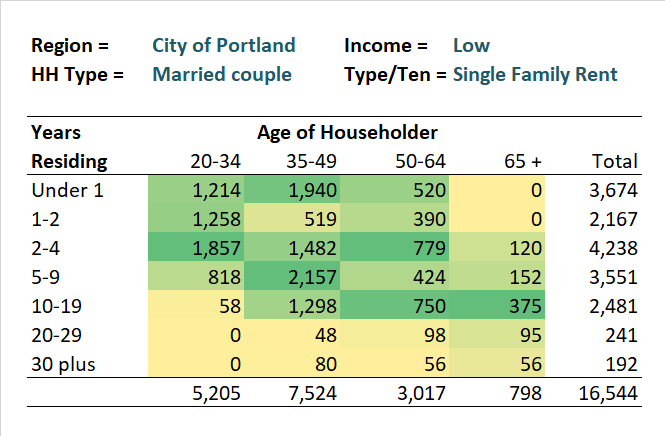 Region = City of Portland Income = Low
HH Type = Married couple Type/Ten = Single Family Rent
Years Age of Householder
Residing 20-34 35-49 50-64 65 + Total
Under 1 1,214 1,940 520 0 3,674
1-2 1,258 519 390 0 2,167
2-4 1,857 1,482 779 120 4,238
5-9 818 2,157 424 152 3,551
10-19 58 1,298 750 375 2,481
20-29 0 48 98 95 241
30 plus 0 80 56 56 192
5,205 7,524 3,017 798 16,544